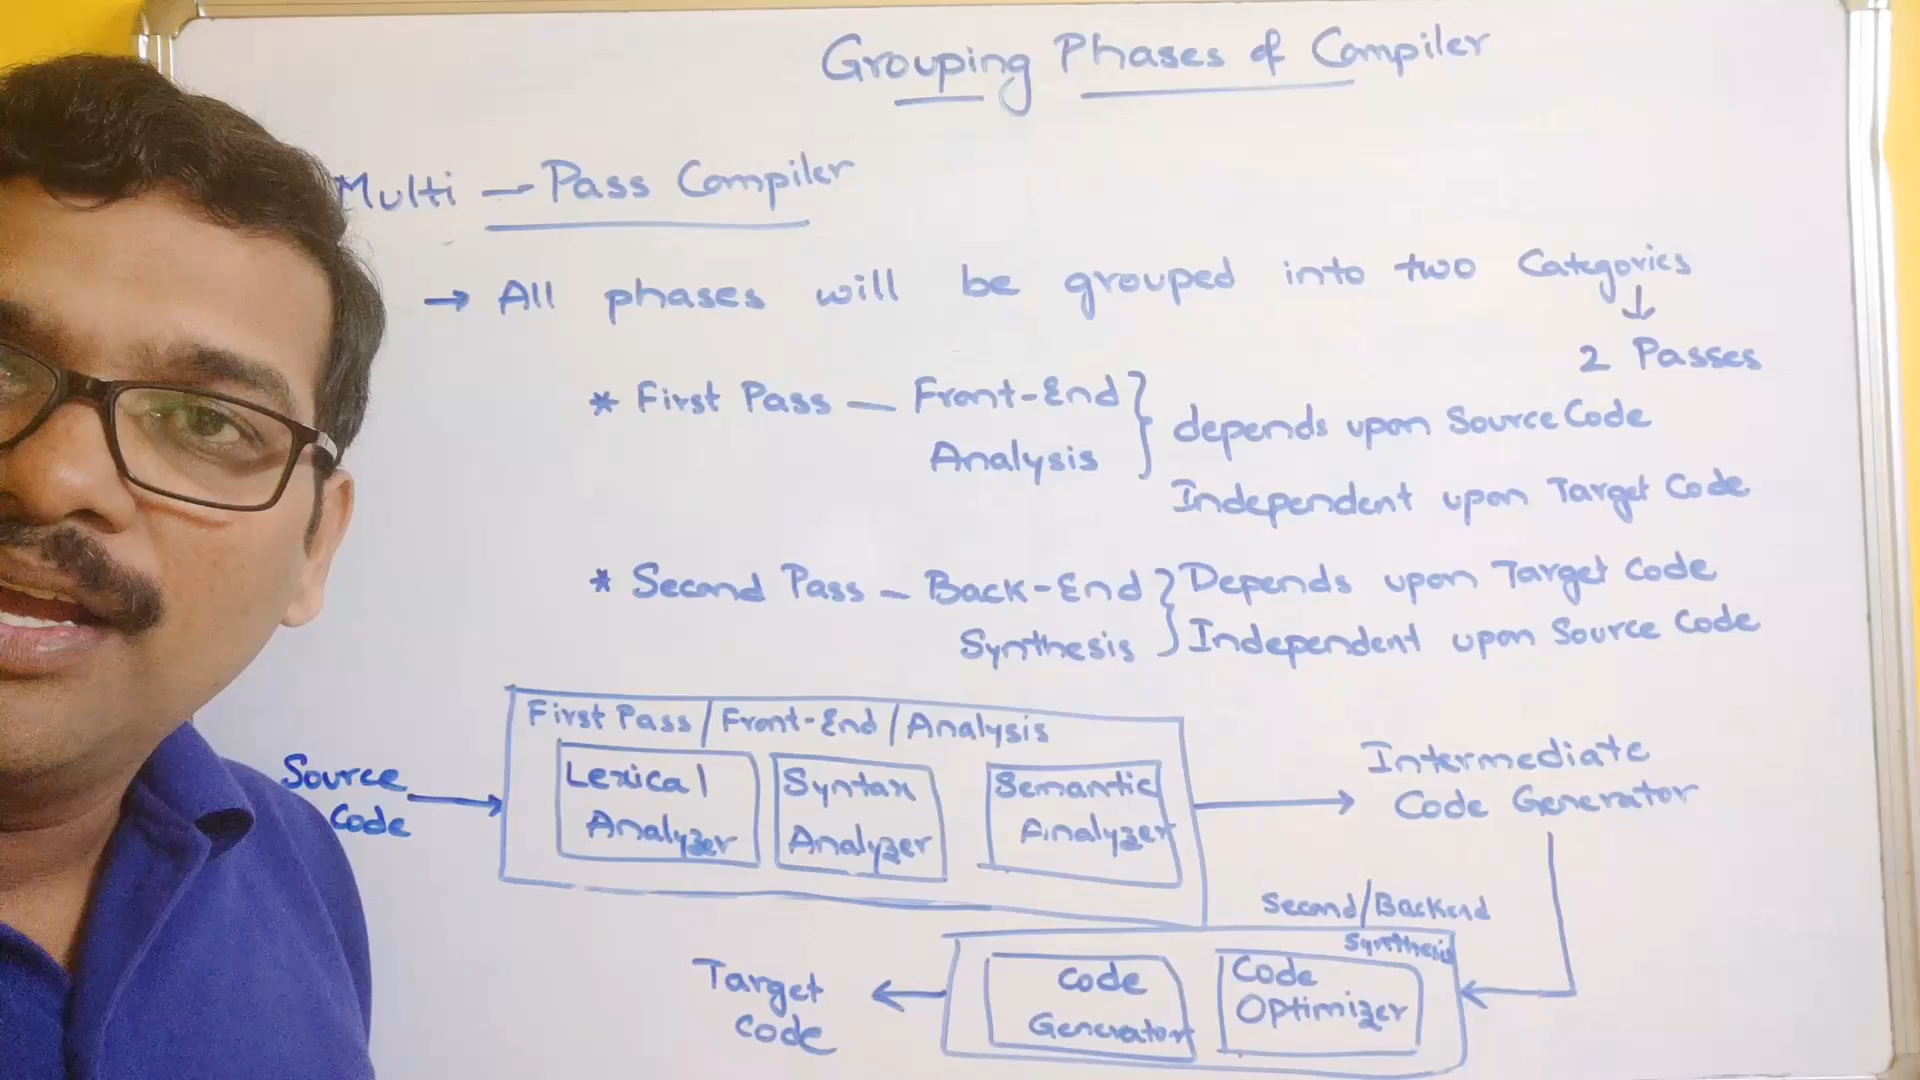 Grouping Phases of Compiler
Multi - Pass Compiler
→ All phases will be grouped into two Categories
↓
2 Passes
* First Pass - Front-End
Analysis
depends upon Source Code
Independent upon Target Code
* Second Pass - Back-End
Synthesis
Depends upon Target Code
Independent upon Source Code
First Pass / Front-End / Analysis
Source
Code
Lexical
Analyzer
Syntax
Analyzer
Semantic
Analyzer
Intermediate
Code Generator
Second/Backend
Synthesis
Code
Optimizer
Code
Generator
Target
Code